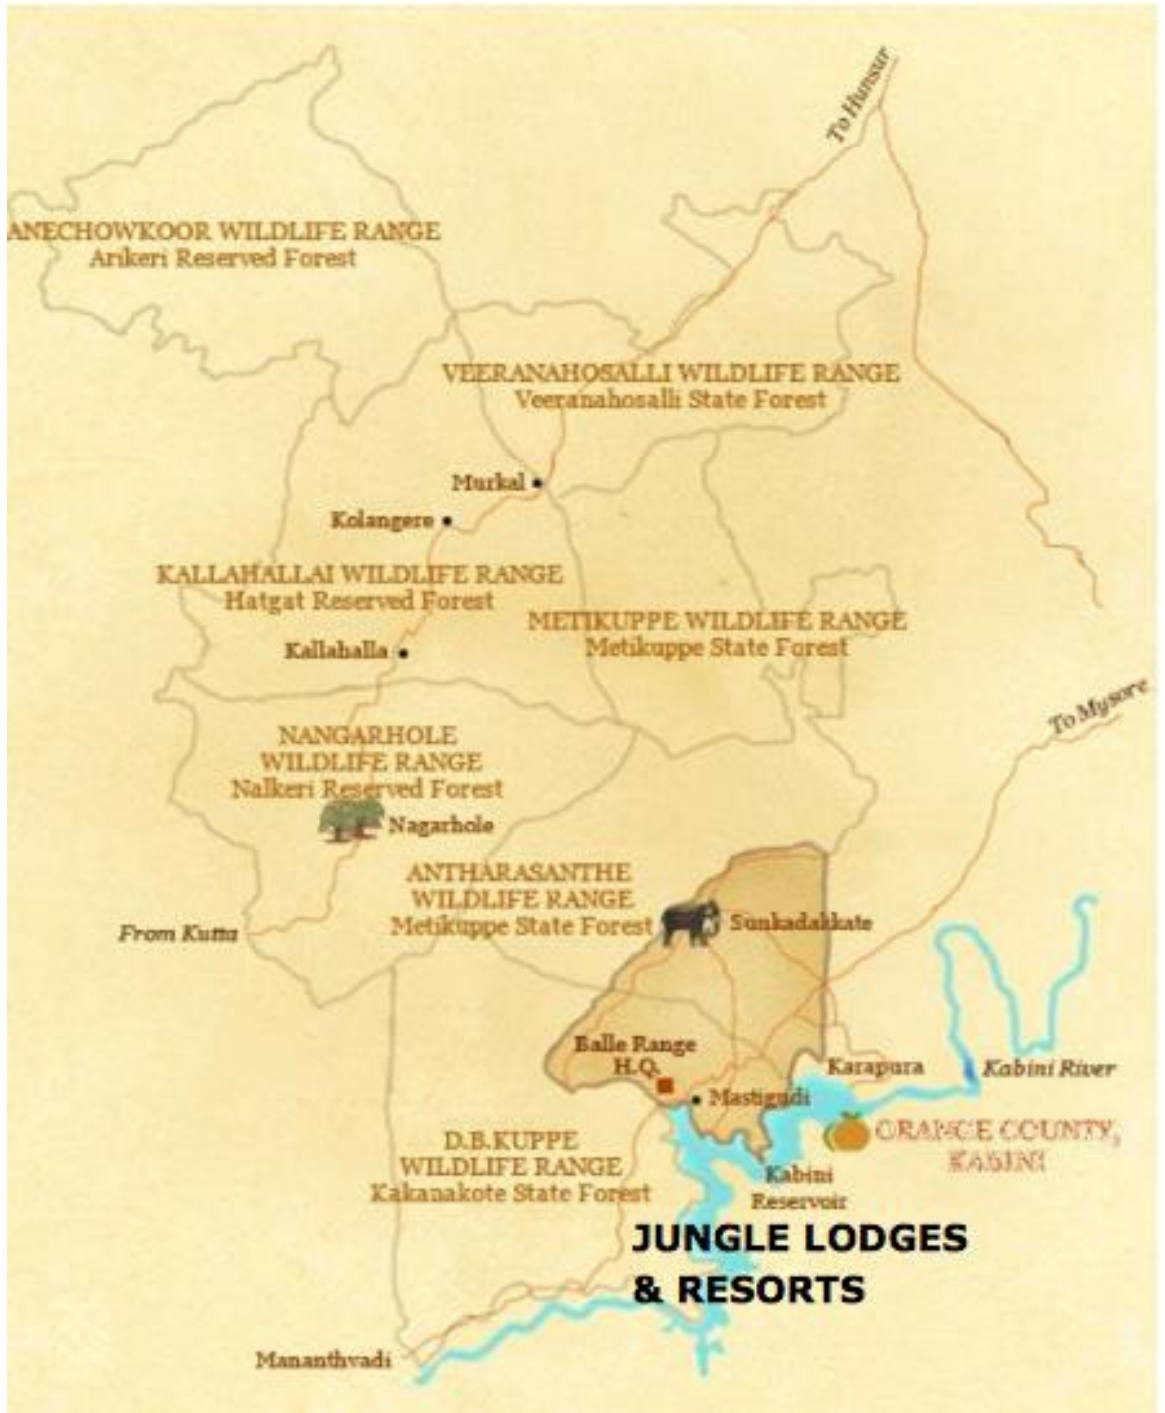 To Hunsur
ANECHOWKOOR WILDLIFE RANGE
Arikeri Reserved Forest
VEERANAHOSALLI WILDLIFE RANGE
Veeranahosalli State Forest
Murkal
Kolangere
KALLAHALLAI WILDLIFE RANGE
Hatgat Reserved Forest
METIKUPPE WILDLIFE RANGE
Metikuppe State Forest
Kallahalla
To Mysore
NANGARHOLE
WILDLIFE RANGE
Nalkeri Reserved Forest
Nagarhole
ANTHARASANTHE
WILDLIFE RANGE
Metikuppe State Forest
Sunkadakkate
From Kutta
Balle Range
H.Q.
Karapura
Kabini River
Mastigudi
ORANGE COUNTY,
KABINI
D.B.KUPPE
WILDLIFE RANGE
Kakanakote State Forest
Kabini
Reservoir
JUNGLE LODGES
& RESORTS
Mananthvadi